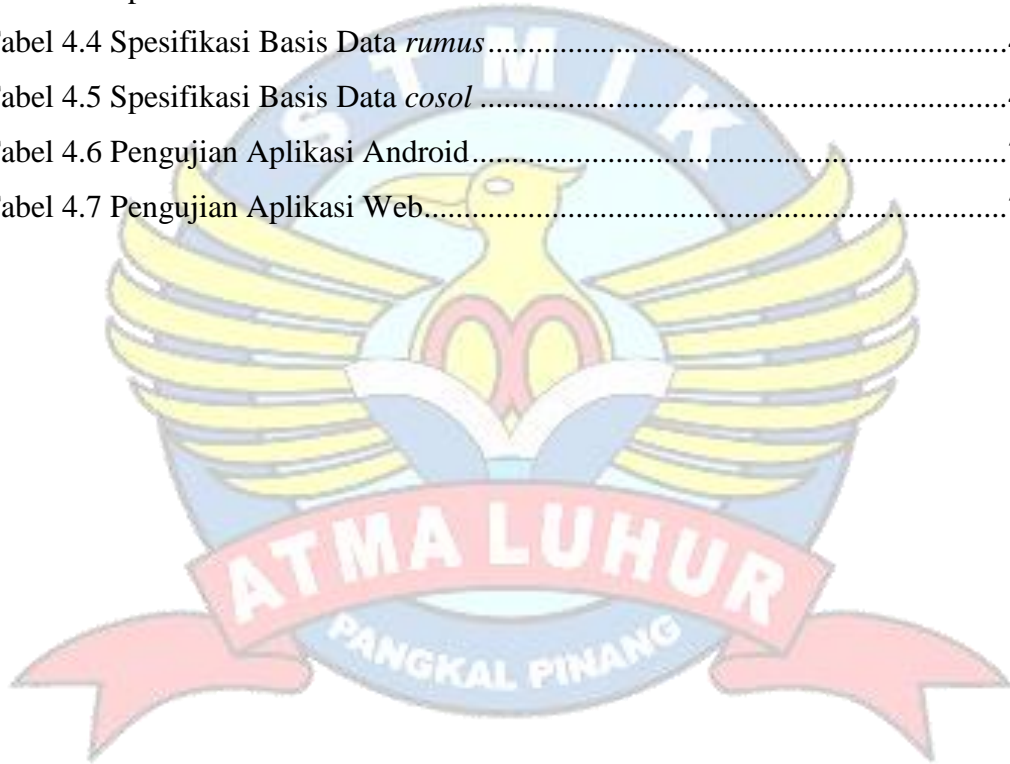 Tabel 4.4 Spesifikasi Basis Data rumus
Tabel 4.5 Spesifikasi Basis Data cosol
Tabel 4.6 Pengujian Aplikasi Android
Tabel 4.7 Pengujian Aplikasi Web
STMIK
ATMA LUHUR
PANGKAL PINANG